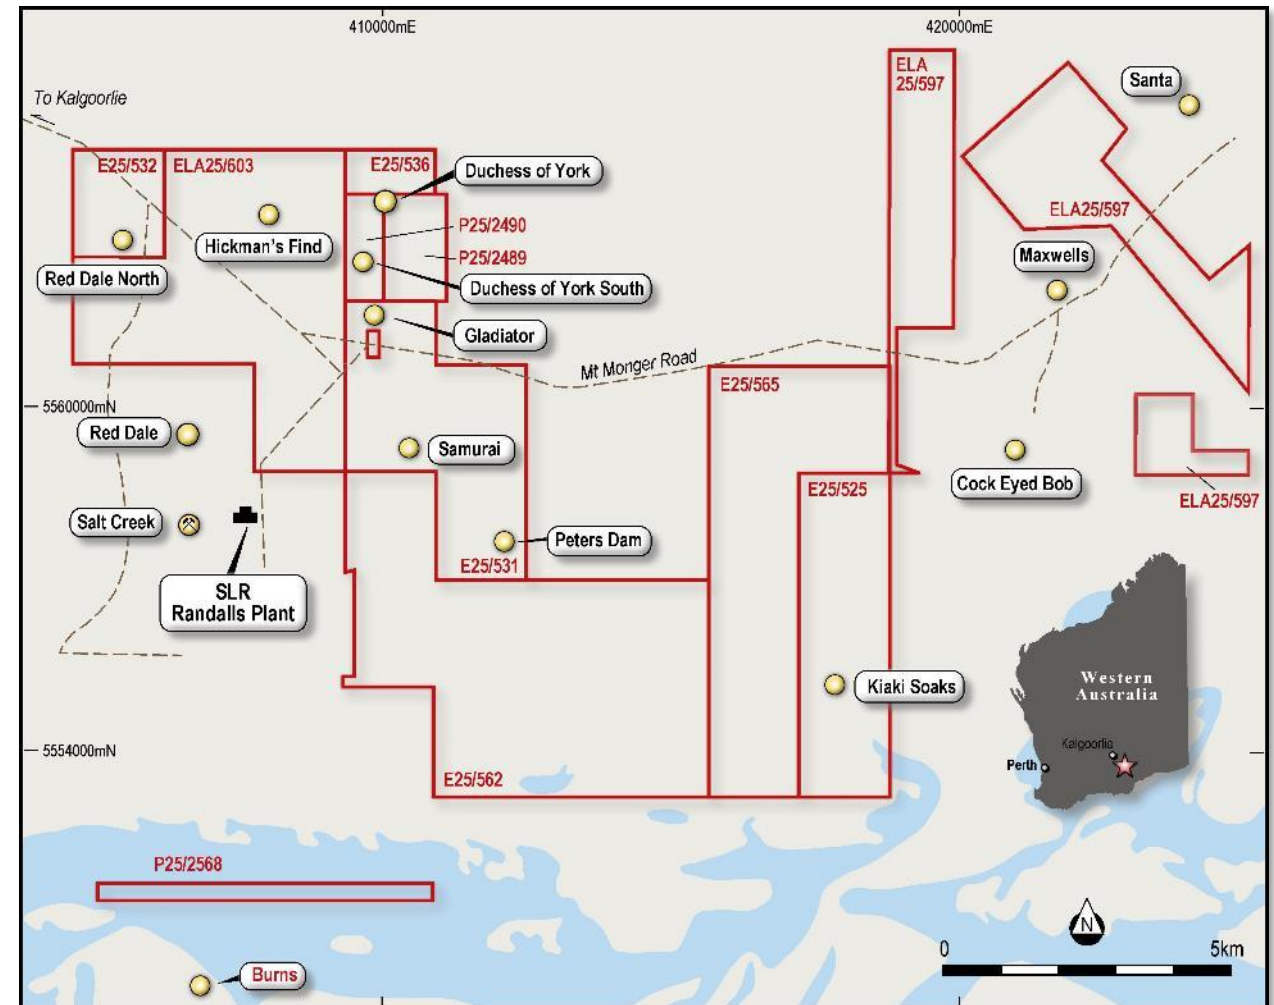 410000mE
420000mE
ELA
25/597
Santa
To Kalgoorlie
E25/532
ELA25/603
E25/536
Duchess of York
ELA25/597
P25/2490
Hickman's Find
Maxwells
P25/2489
Red Dale North
Duchess of York South
Gladiator
Mt Monger Road
E25/565
5560000mN
Red Dale
Samurai
Cock Eyed Bob
E25/525
ELA25/597
Salt Creek
Peters Dam
E25/531
SLR
Randalls Plant
Kiaki Soaks
Western
Australia
Kalgoorlie
Perth
5554000mN
E25/562
P25/2568
N
0
5km
Burns